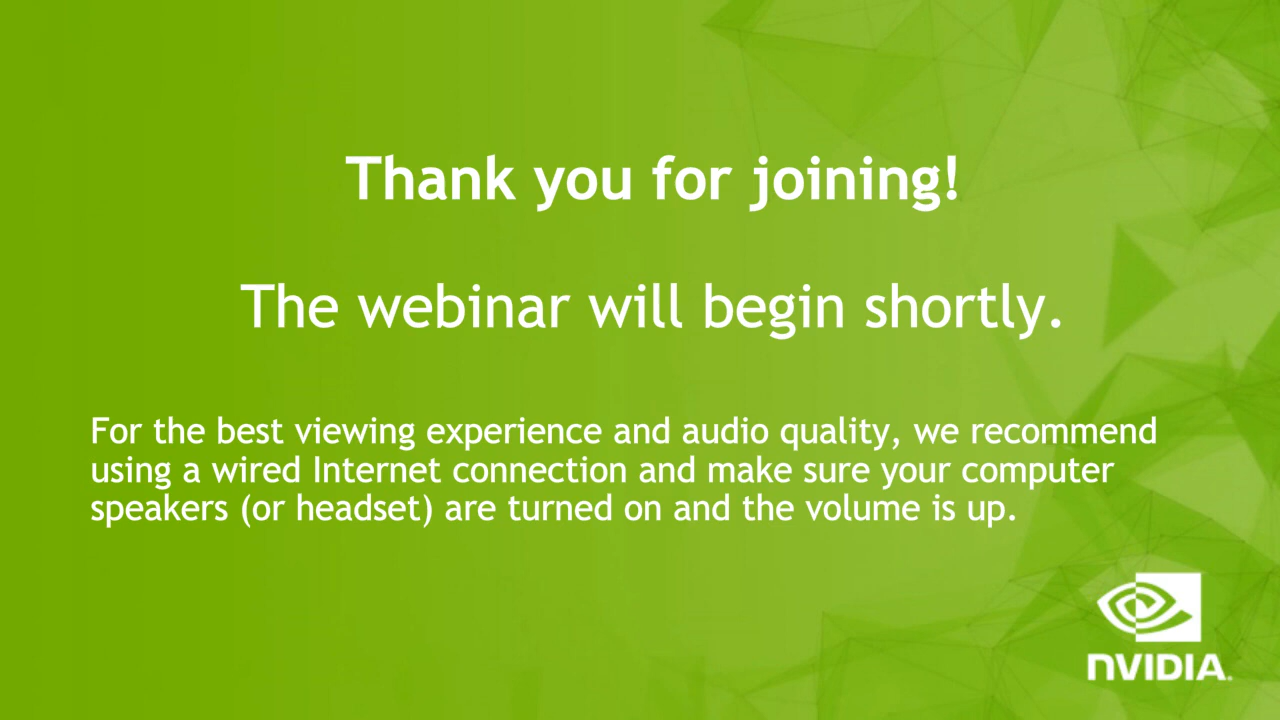 Thank you for joining!
The webinar will begin shortly.
For the best viewing experience and audio quality, we recommend
using a wired Internet connection and make sure your computer
speakers (or headset) are turned on and the volume is up.
NVIDIA.